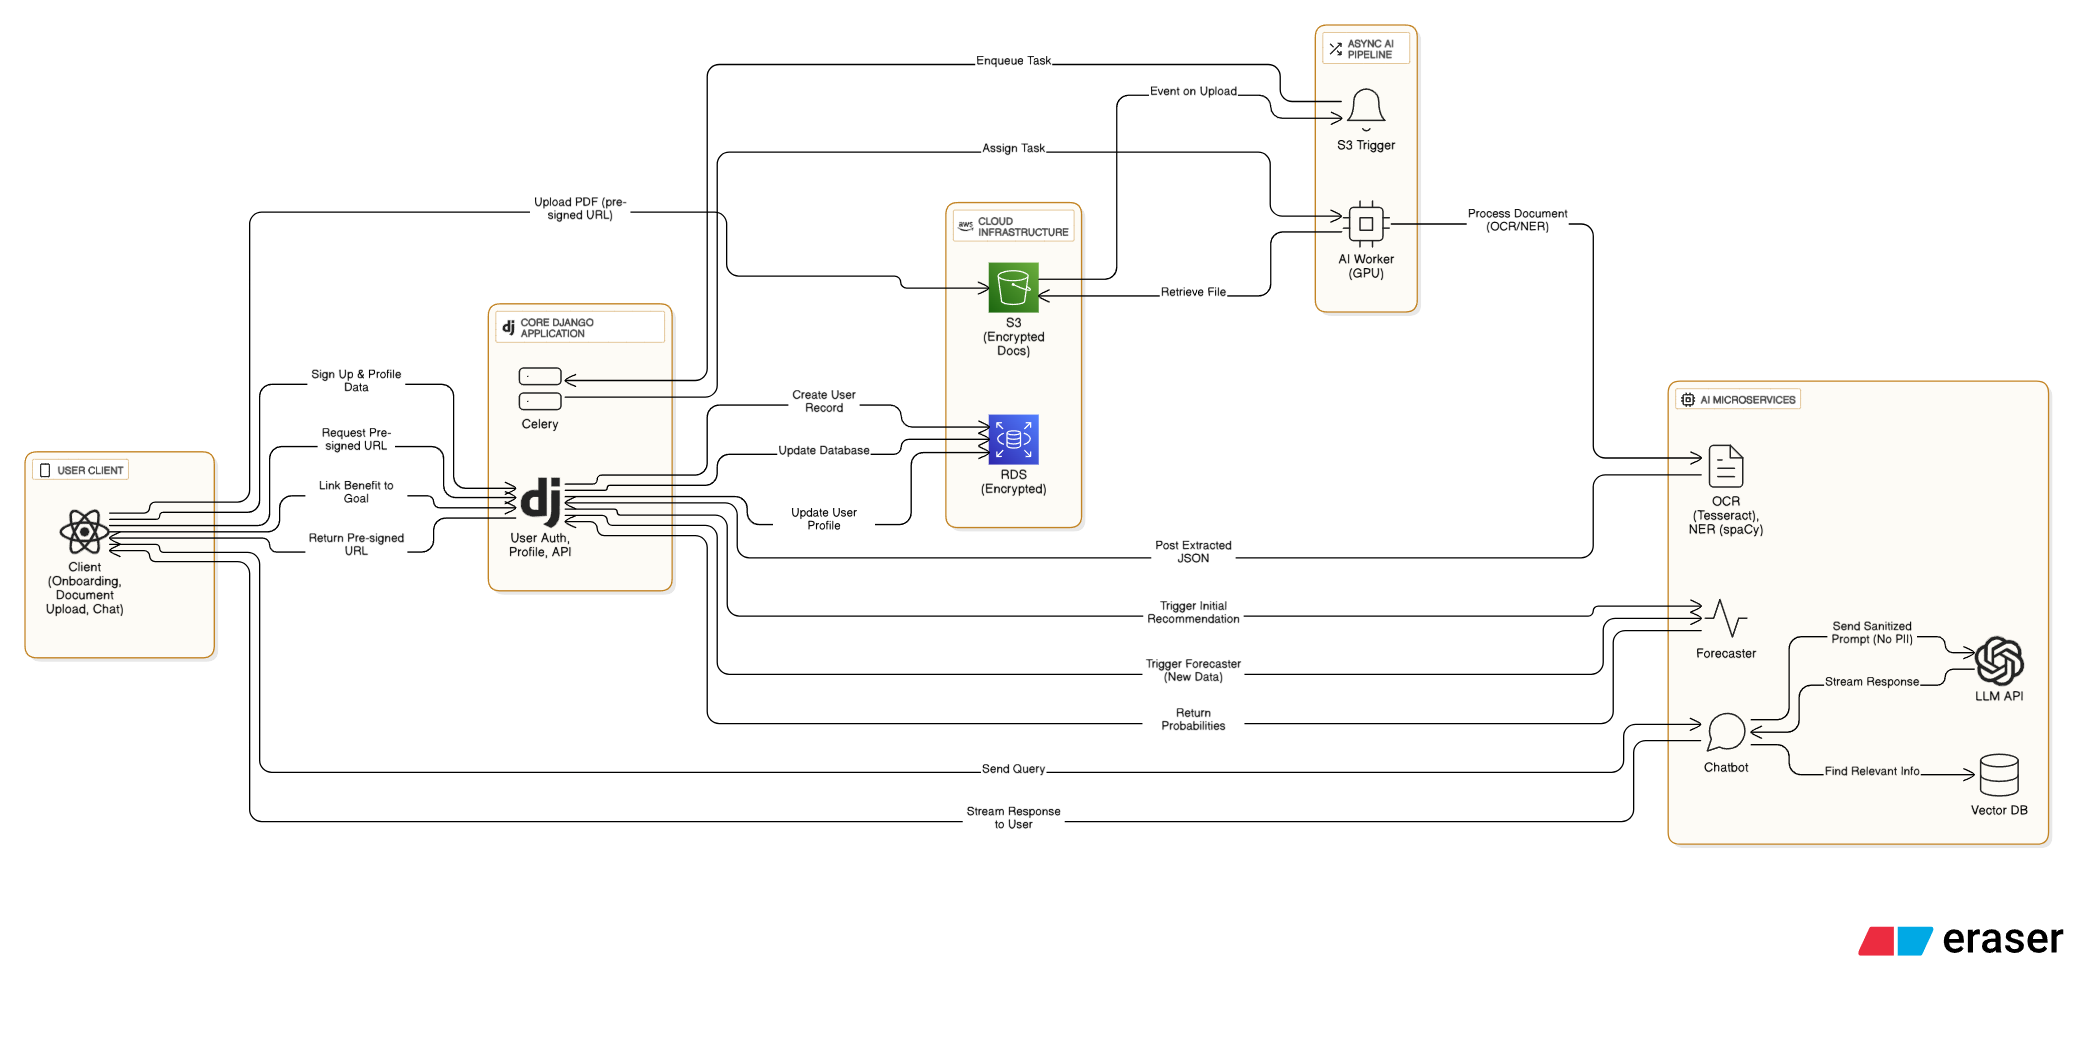 ASYNC AI
PIPELINE
Enqueue Task
Event on Upload
S3 Trigger
Assign Task
Upload PDF (pre-
signed URL)
Process Document
(OCR/NER)
aws
CLOUD
INFRASTRUCTURE
AI Worker
(GPU)
Retrieve File
S3
(Encrypted
Docs)
dj
CORE DJANGO
APPLICATION
Celery
Sign Up & Profile
Data
Request Pre-
signed URL
Link Benefit to
Goal
Return Pre-signed
URL
USER CLIENT
Client
(Onboarding,
Document
Upload, Chat)
dj
User Auth,
Profile, API
Create User
Record
Update Database
Update User
Profile
RDS
(Encrypted)
Post Extracted
JSON
Trigger Initial
Recommendation
Trigger Forecaster
(New Data)
Return
Probabilities
Send Query
Stream Response
to User
AI MICROSERVICES
OCR
(Tesseract),
NER (spaCy)
Forecaster
Send Sanitized
Prompt (No PII)
Stream Response
LLM API
Chatbot
Find Relevant Info
Vector DB
eraser